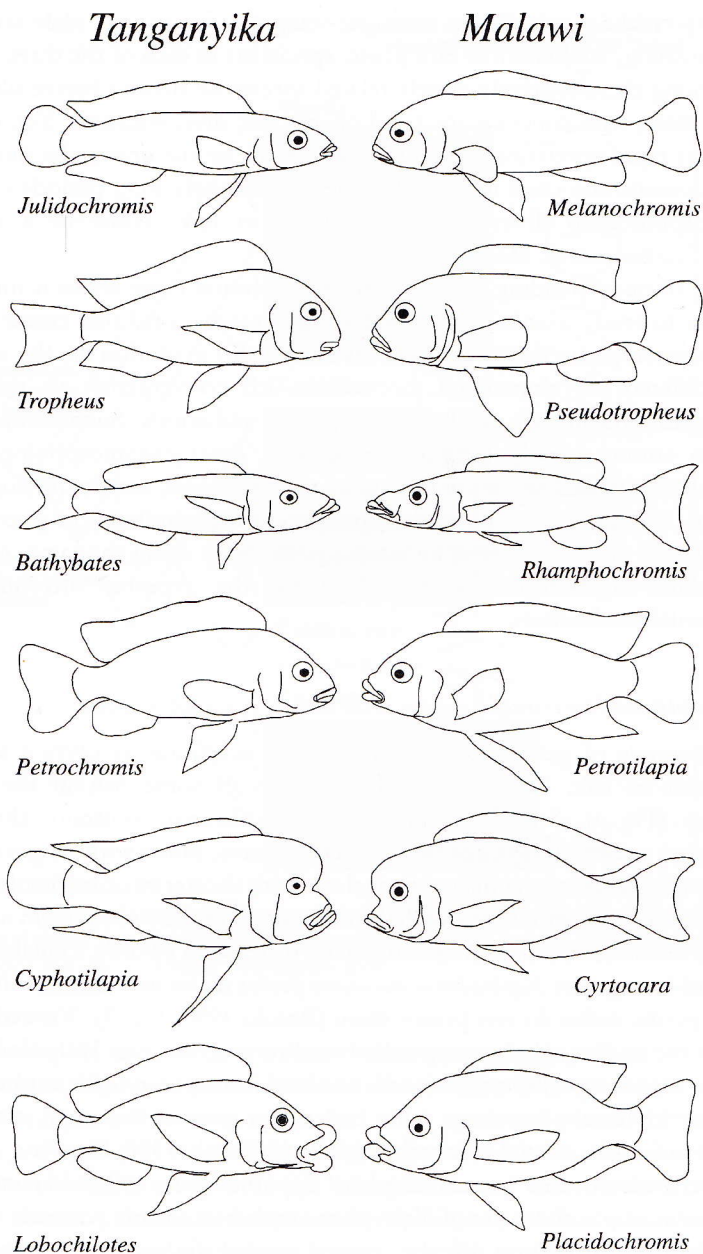 Tanganyika Malawi
Julidochromis Melanochromis
Tropheus Pseudotropheus
Bathybates Rhamphochromis
Petrochromis Petrotilapia
Cyphotilapia Cyrtocara
Lobochilotes Placidochromis